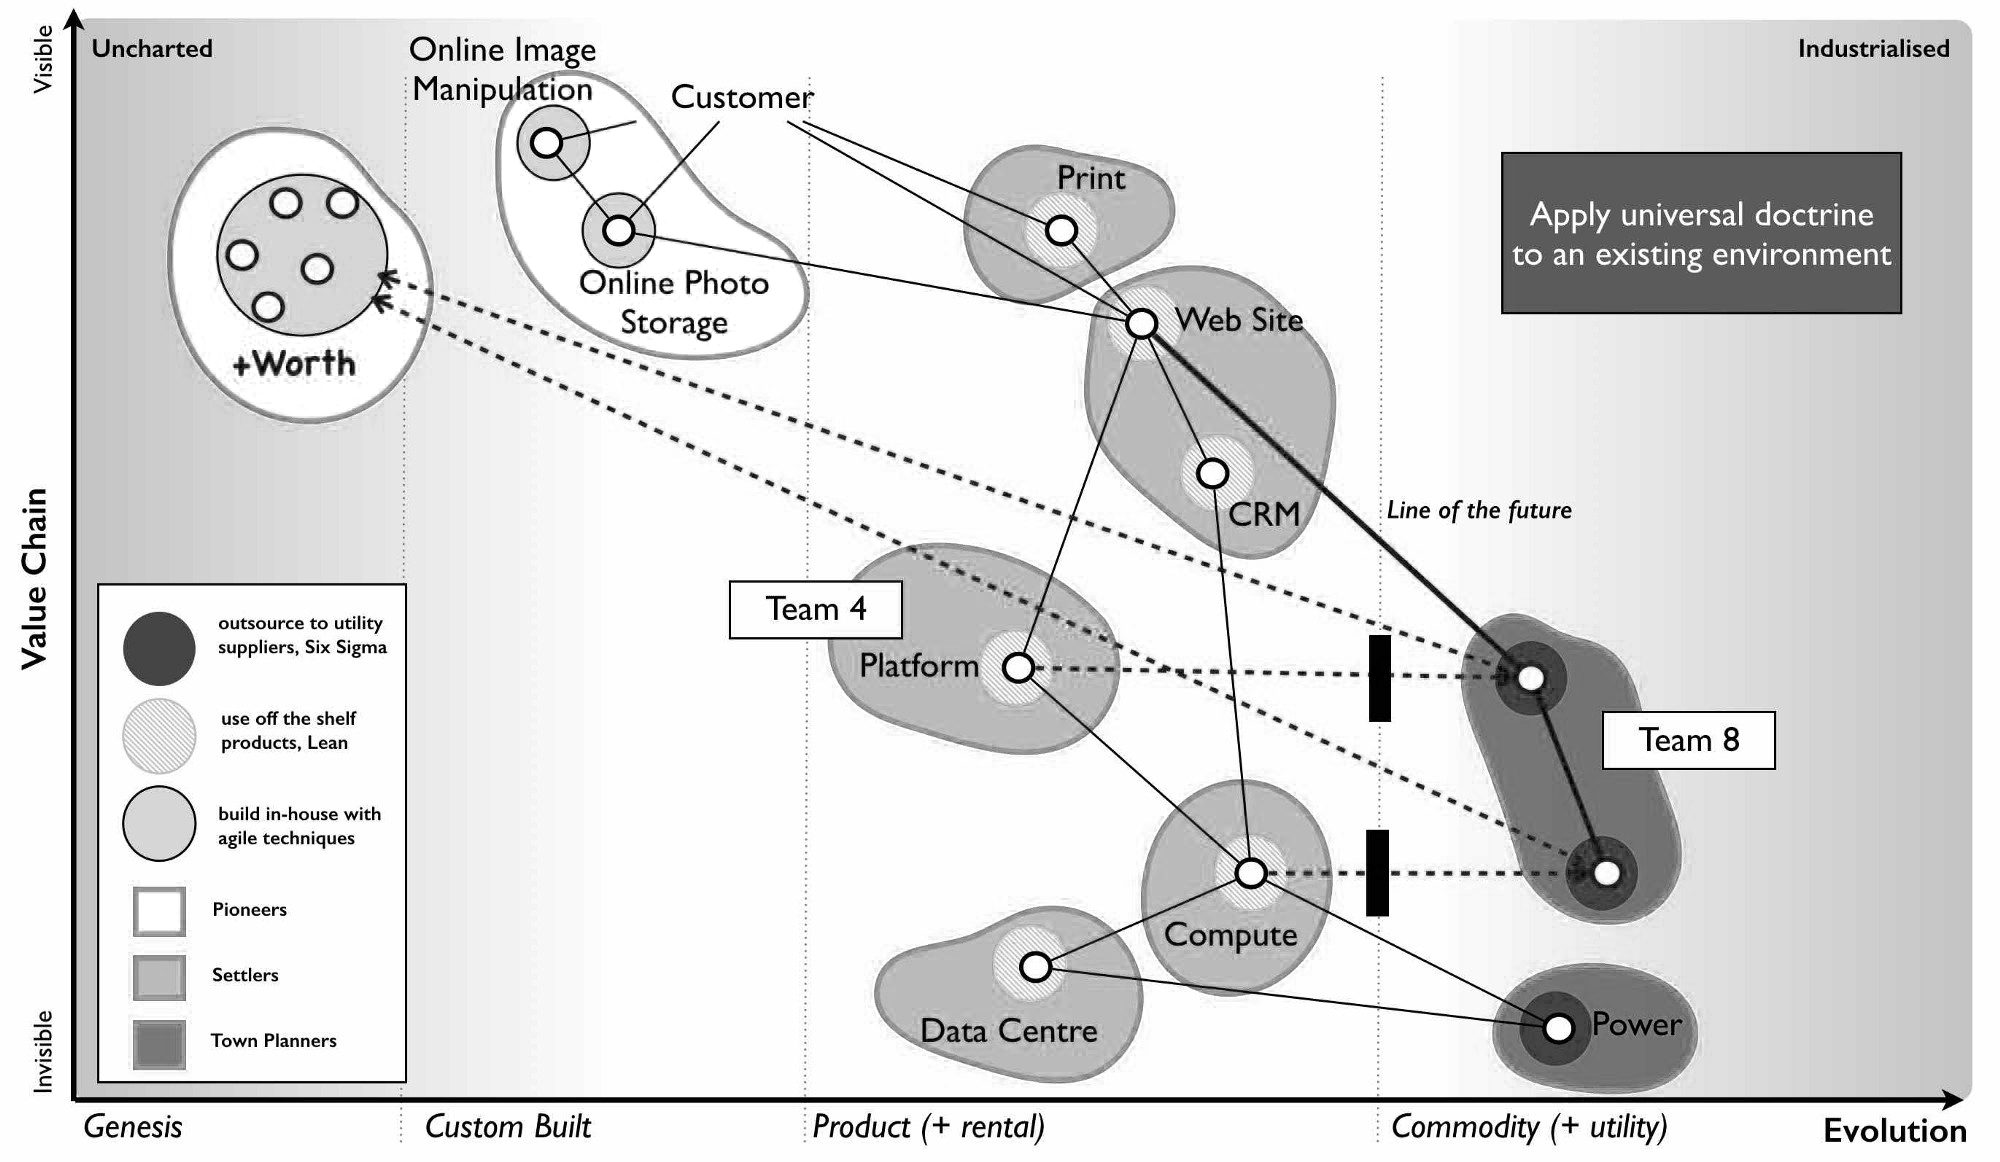 Visible
Uncharted
Online Image
Manipulation
Customer
Industrialised
Print
Apply universal doctrine
to an existing environment
Online Photo
Storage
Web Site
+Worth
CRM
Line of the future
Value Chain
Team 4
Platform
Team 8
outsource to utility
suppliers, Six Sigma
use off the shelf
products, Lean
build in-house with
agile techniques
Pioneers
Settlers
Town Planners
Compute
Data Centre
Power
Invisible
Genesis
Custom Built
Product (+ rental)
Commodity (+ utility)
Evolution